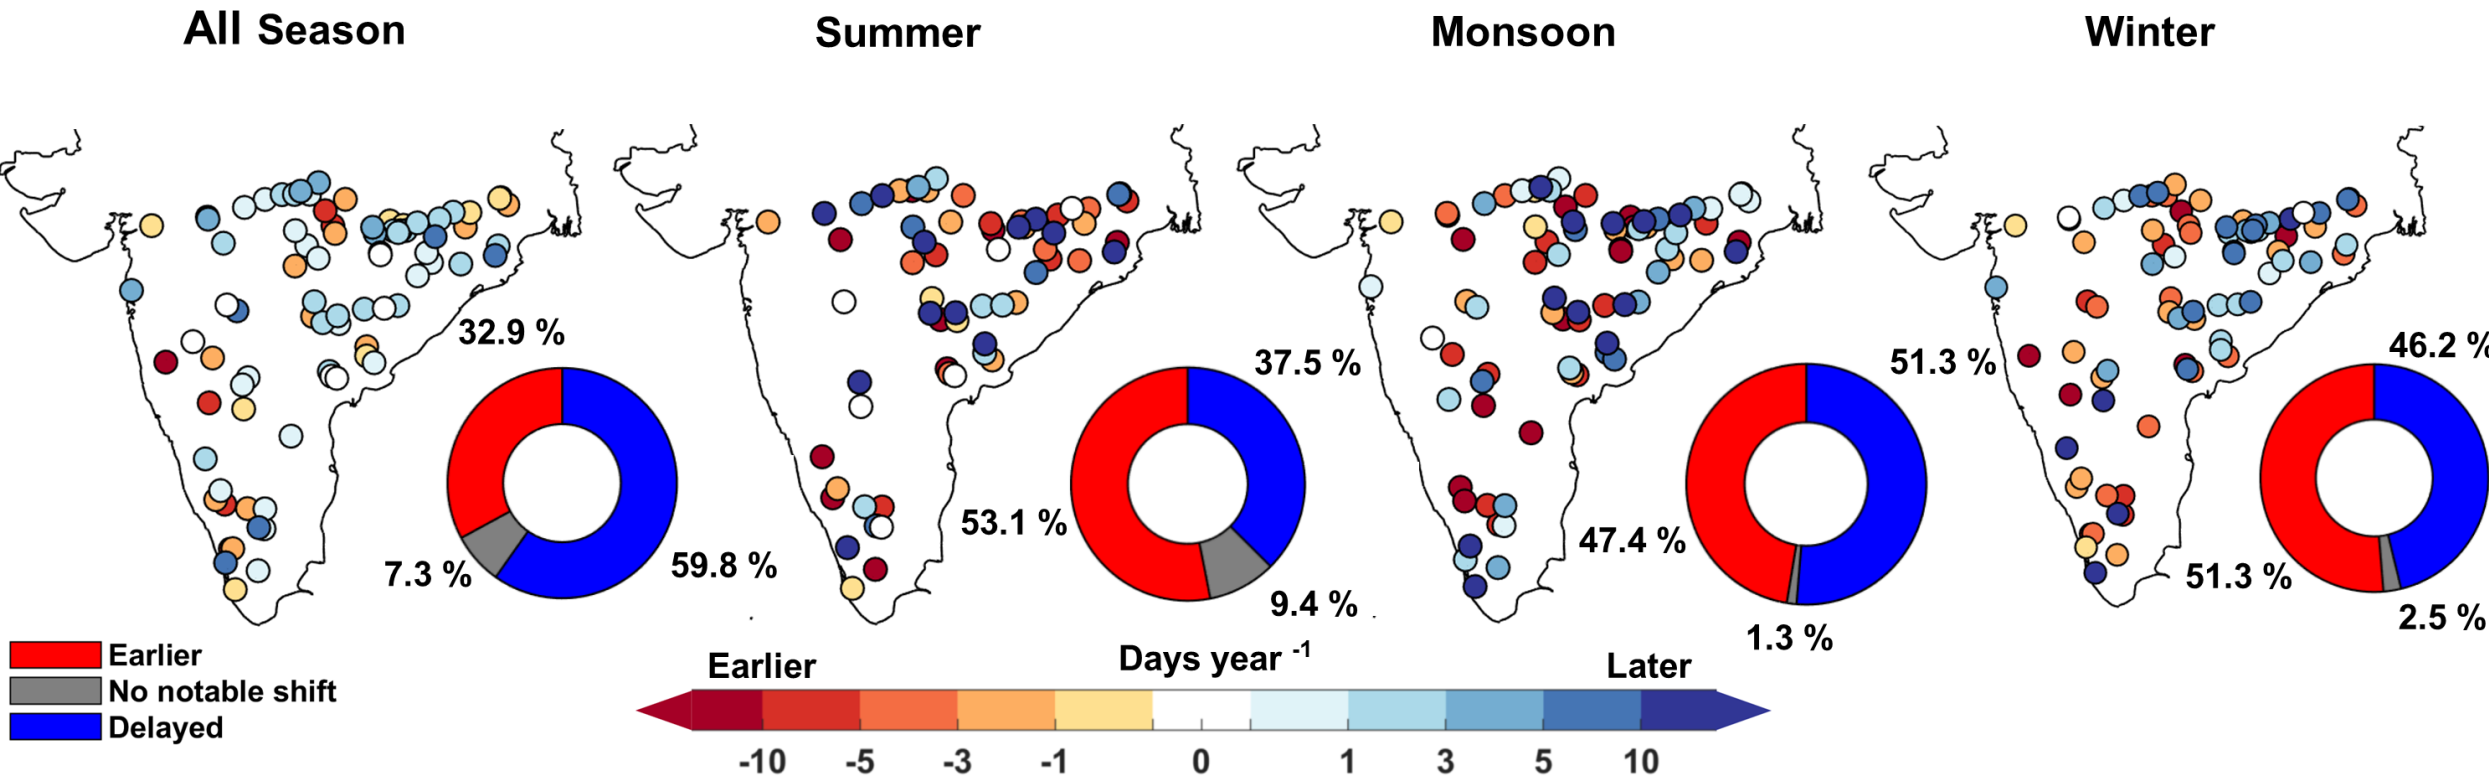 All Season
Summer
Monsoon
Winter
32.9 %
7.3 %
59.8 %
37.5 %
53.1 %
9.4 %
51.3 %
47.4 %
1.3 %
46.2 %
51.3 %
2.5 %
Earlier
No notable shift
Delayed
Earlier
Days year -1
Later
-10 -5 -3 -1 0 1 3 5 10